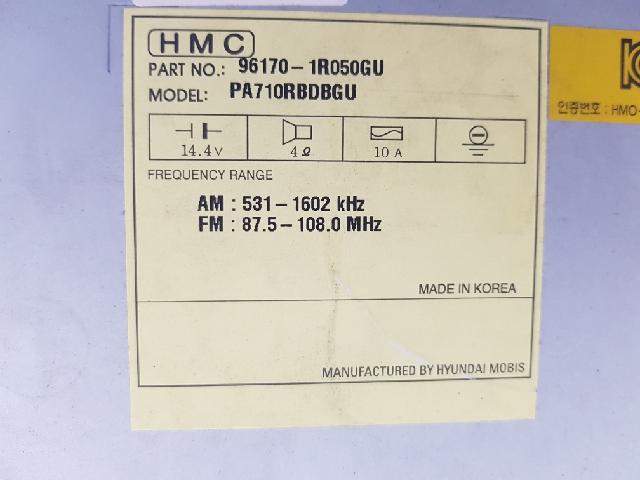 HMC
PART NO.: 96170-1R050GU
MODEL: PA710RBDBGU
14.4V 4Ω 10 A
FREQUENCY RANGE
AM : 531-1602 kHz
FM : 87.5-108.0 MHz
MADE IN KOREA
MANUFACTURED BY HYUNDAI MOBIS
인증번호 : HMO-